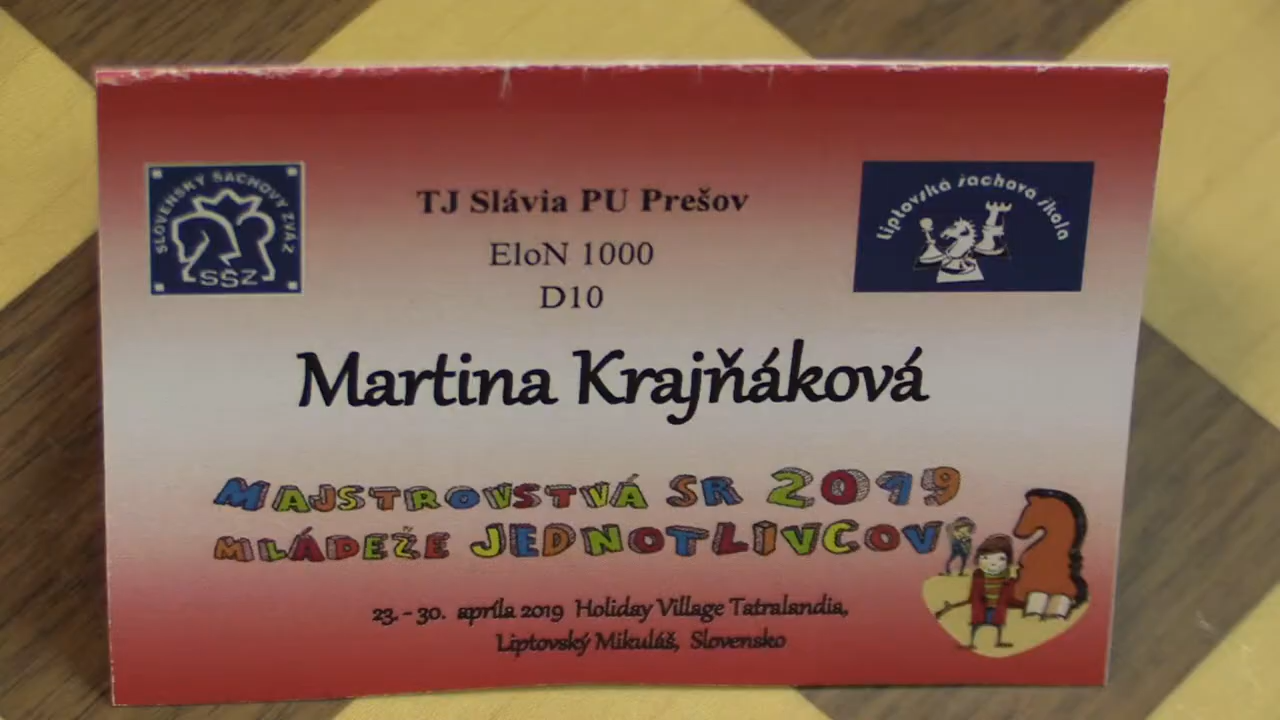 SLOVENSKÝ ŠACHOVÝ ZVÄZ
SŠZ
TJ Slávia PU Prešov
EloN 1000
D10
Liptovská šachová škola
Martina Krajňáková
MAJSTROVSTVÁ SR 2019
MLÁDEŽE JEDNOTLIVCOV
23. - 30. apríla 2019 Holiday Village Tatralandia,
Liptovský Mikuláš, Slovensko